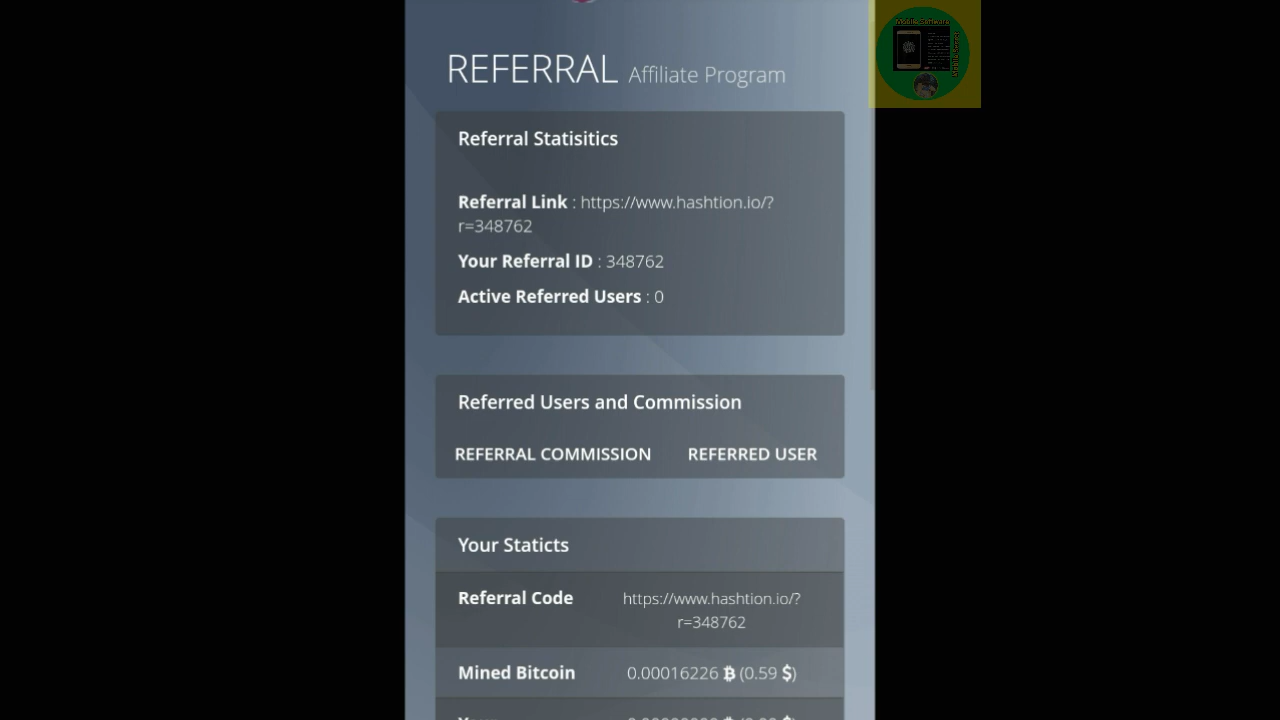 Mobile Software
REFERRAL Affiliate Program
Referral Statisitics
Referral Link : https://www.hashtion.io/?
r=348762
Your Referral ID : 348762
Active Referred Users : 0
Referred Users and Commission
REFERRAL COMMISSION REFERRED USER
Your Staticts
Referral Code https://www.hashtion.io/?
r=348762
Mined Bitcoin 0.00016226 ₿ (0.59 $)